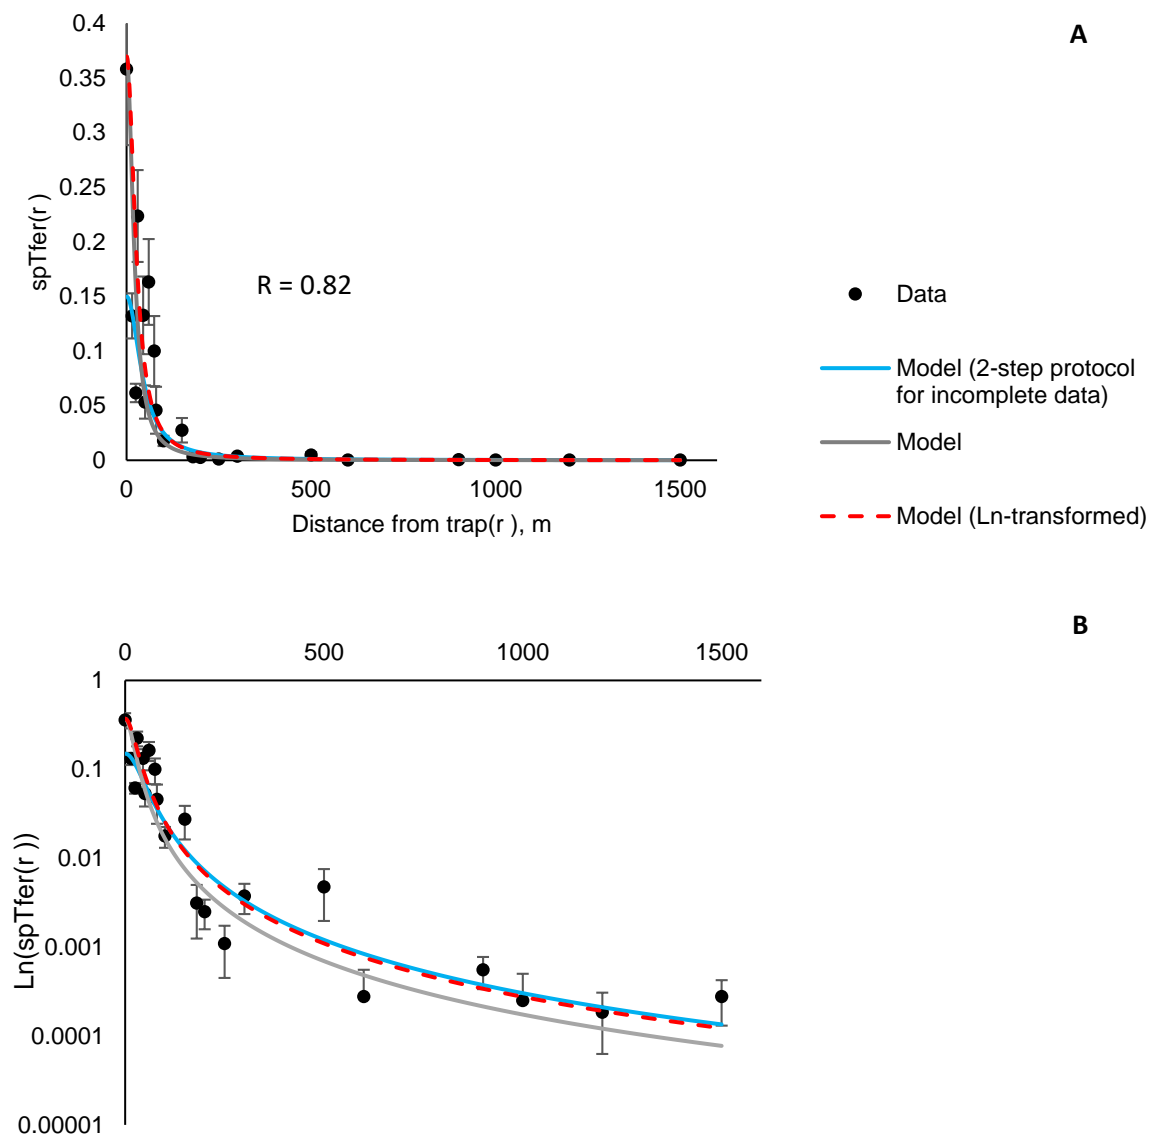 A
0.4
0.35
0.3
0.25
0.2
0.15
0.1
0.05
0
spTfer(r )
R = 0.82
0 500 1000 1500
Distance from trap(r ), m
Data
Model (2-step protocol
for incomplete data)
Model
Model (Ln-transformed)
B
0 500 1000 1500
1
0.1
0.01
0.001
0.0001
0.00001
Ln(spTfer(r ))